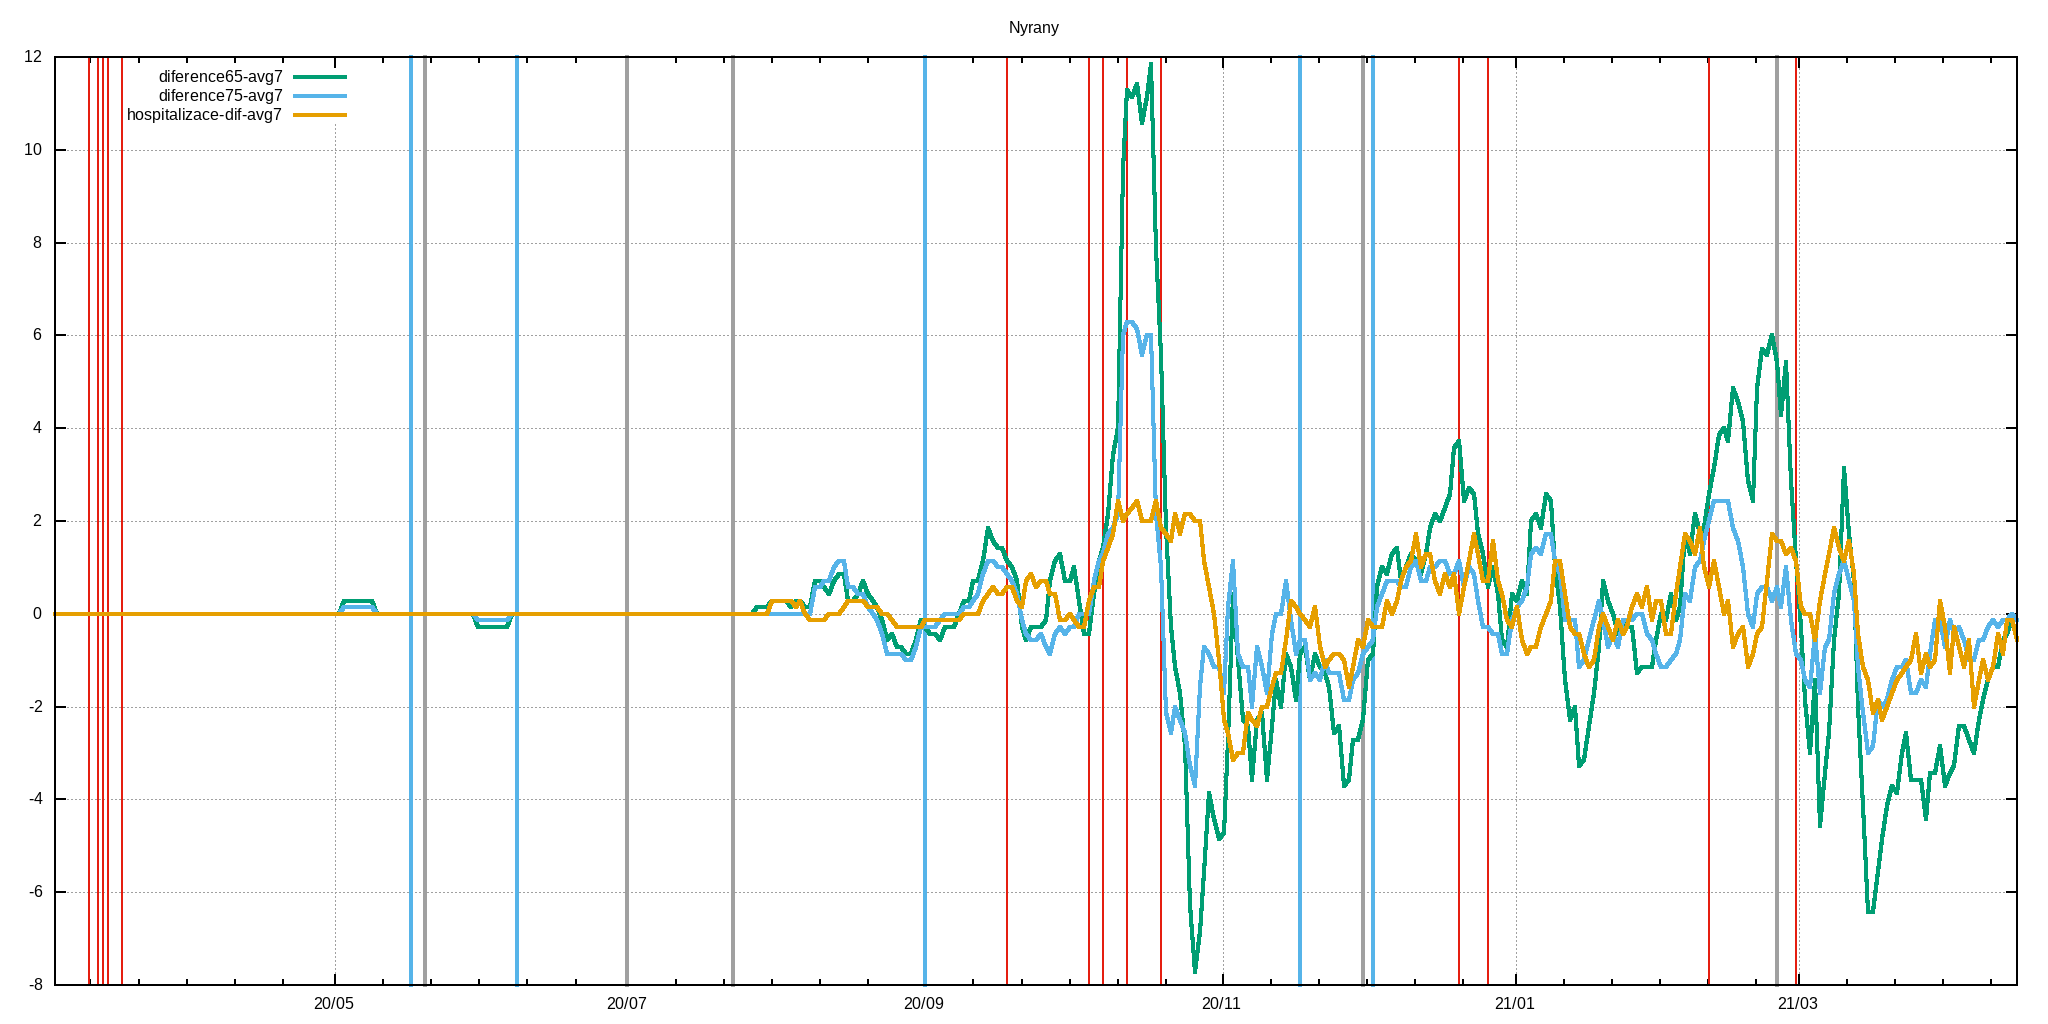 Nyrany
12
diference65-avg7
diference75-avg7
hospitalizace-dif-avg7
10
8
6
4
2
0
-2
-4
-6
-8
20/05 20/07 20/09 20/11 21/01 21/03